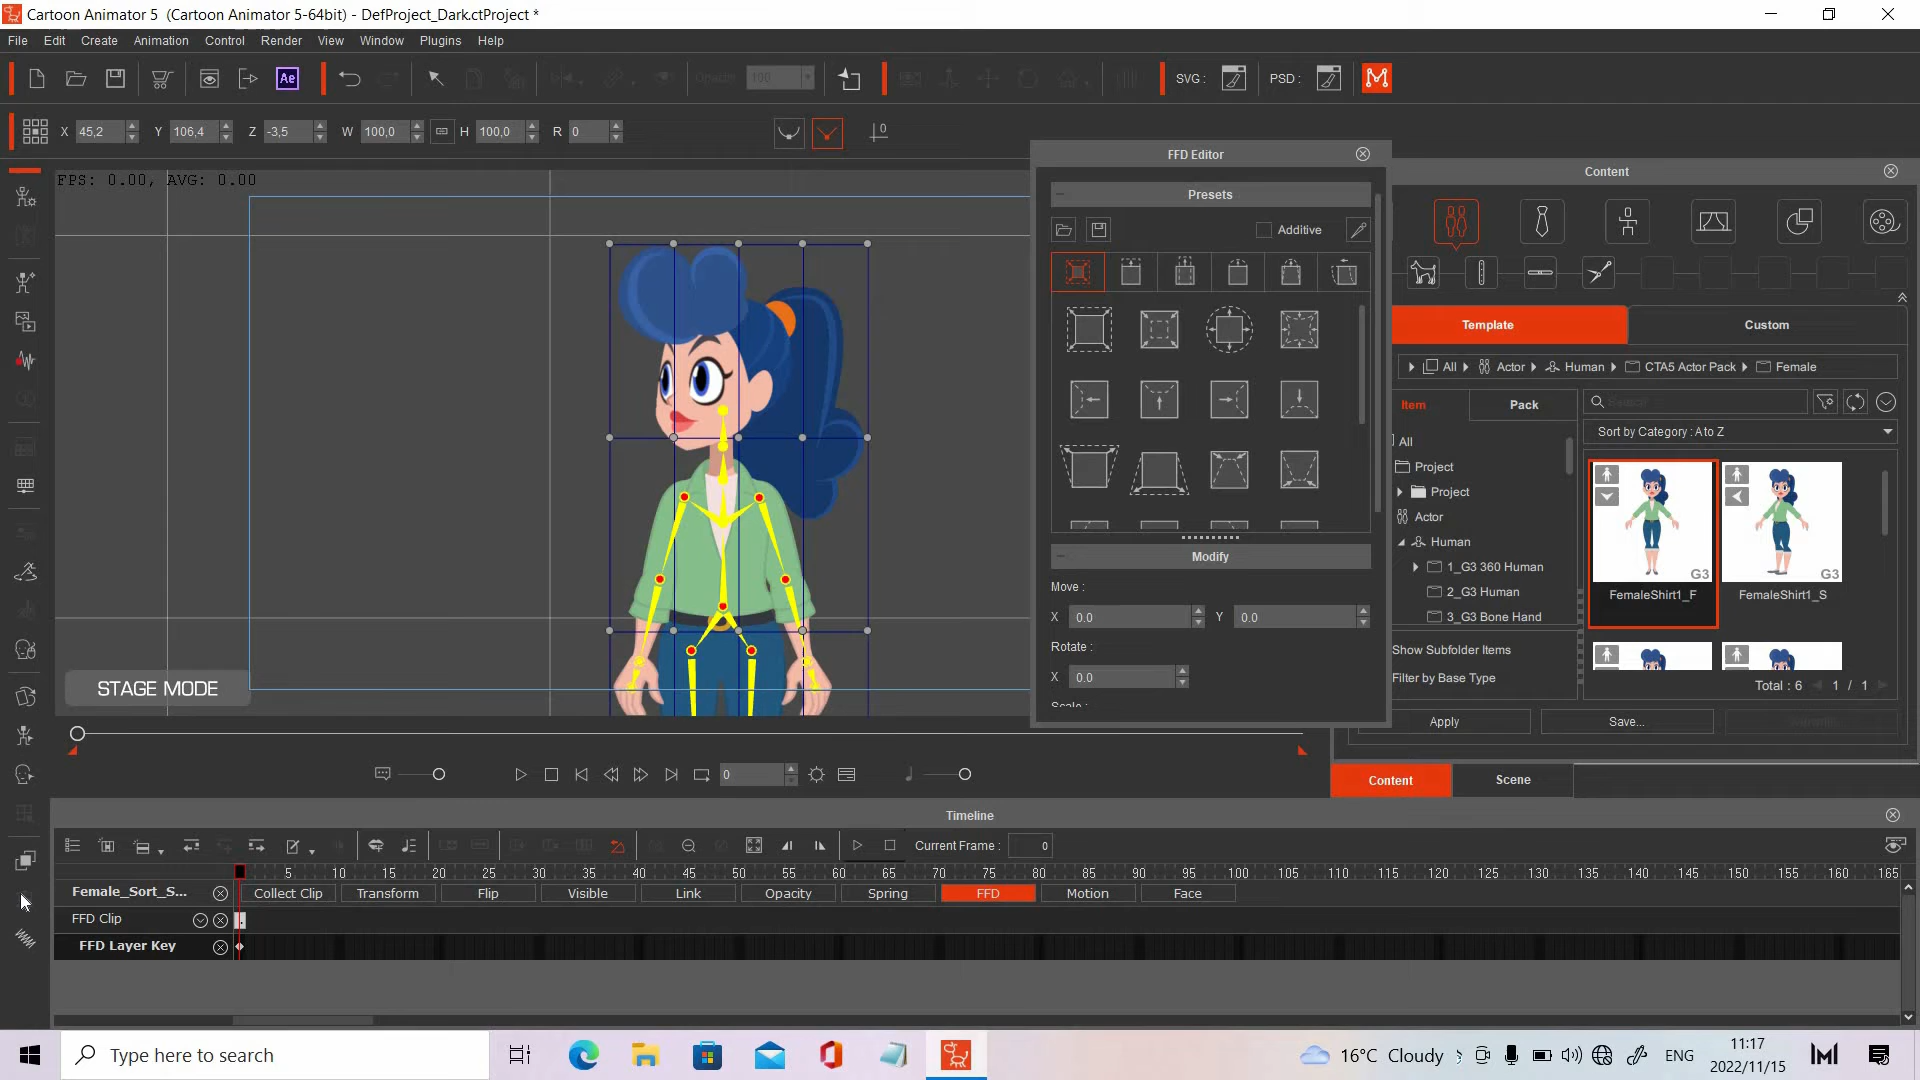 Cartoon Animator 5  (Cartoon Animator 5-64bit) - DefProject_Dark.ctProject *
File Edit Create Animation Control Render View Window Plugins Help
Ae Opacity 100 SVG : PSD :
X 45,2 Y 106,4 Z -3,5 W 100,0 H 100,0 R 0
FPS: 0.00, AVG: 0.00
STAGE MODE
FFD Editor
Presets
Additive
Modify
Move :
X 0.0 Y 0.0
Rotate :
X 0.0
Scale :
Content
Template Custom
All Actor Human CTA5 Actor Pack Female
Item Pack
Search
Sort by Category : A to Z
All
Project
Project
Actor
Human
1_G3 360 Human
2_G3 Human
3_G3 Bone Hand
Show Subfolder Items
Filter by Base Type
G3 G3
FemaleShirt1_F FemaleShirt1_S
Total : 6 1 / 1
Apply Save...
Content Scene
0
Timeline
Current Frame : 0
5 10 15 20 25 30 35 40 45 50 55 60 65 70 75 80 85 90 95 100 105 110 115 120 125 130 135 140 145 150 155 160 165
Female_Sort_S... Collect Clip Transform Flip Visible Link Opacity Spring FFD Motion Face
FFD Clip
FFD Layer Key
Type here to search
16°C Cloudy ENG
11:17
2022/11/15